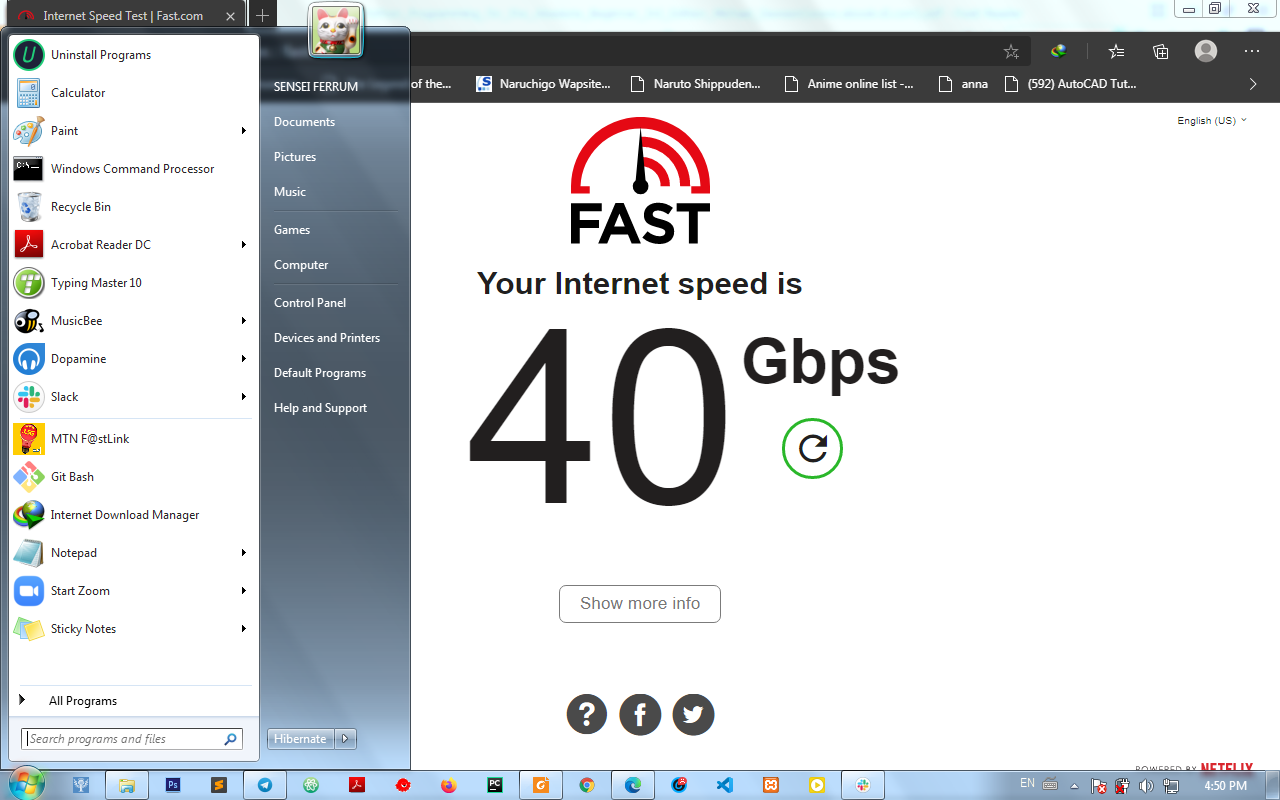 Internet Speed Test | Fast.com
Uninstall Programs
Calculator
Paint
Windows Command Processor
Recycle Bin
Acrobat Reader DC
Typing Master 10
MusicBee
Dopamine
Slack
MTN F@stLink
Git Bash
Internet Download Manager
Notepad
Start Zoom
Sticky Notes
All Programs
Search programs and files
SENSEI FERRUM
Documents
Pictures
Music
Games
Computer
Control Panel
Devices and Printers
Default Programs
Help and Support
Hibernate
of the...
Naruchigo Wapsite...
Naruto Shippuden...
Anime online list -...
anna
(592) AutoCAD Tut...
English (US)
FAST
Your Internet speed is
40 Gbps
Show more info
POWERED BY NETFLIX
EN
4:50 PM